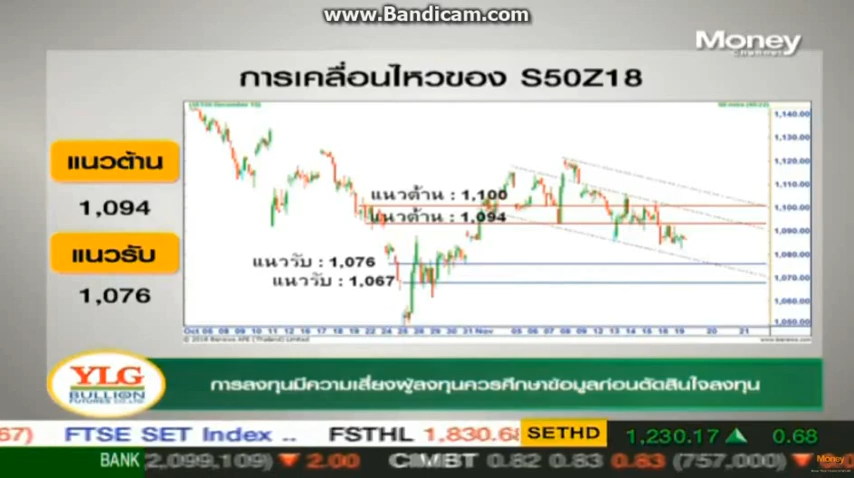 www.Bandicam.com
Money
Channel
การเคลื่อนไหวของ S50Z18
แนวต้าน
1,094
แนวรับ
1,076
1,140.00
1,130.00
1,120.00
1,110.00
1,100.00
1,090.00
1,080.00
1,070.00
1,060.00
1,050.00
แนวต้าน : 1,100
แนวต้าน : 1,094
แนวรับ : 1,076
แนวรับ : 1,067
Oct 05 08 09 10 11 12 16 17 18 19 22 24 25 26 28 29 30 31 Nov 05 06 07 08 09 12 13 14 15 16 19 20 21
YLG
BULLION
FUTURES CO.,LTD.
การลงทุนมีความเสี่ยงผู้ลงทุนควรศึกษาข้อมูลก่อนตัดสินใจลงทุน
67) FTSE SET Index .. FSTHL 1,830.68 SETHD 1,230.17 ▲ 0.68
BANK 2,099,109) ▼ 2.00 CIMBT 0.82 0.83 0.83 (757,000) ▼
Money